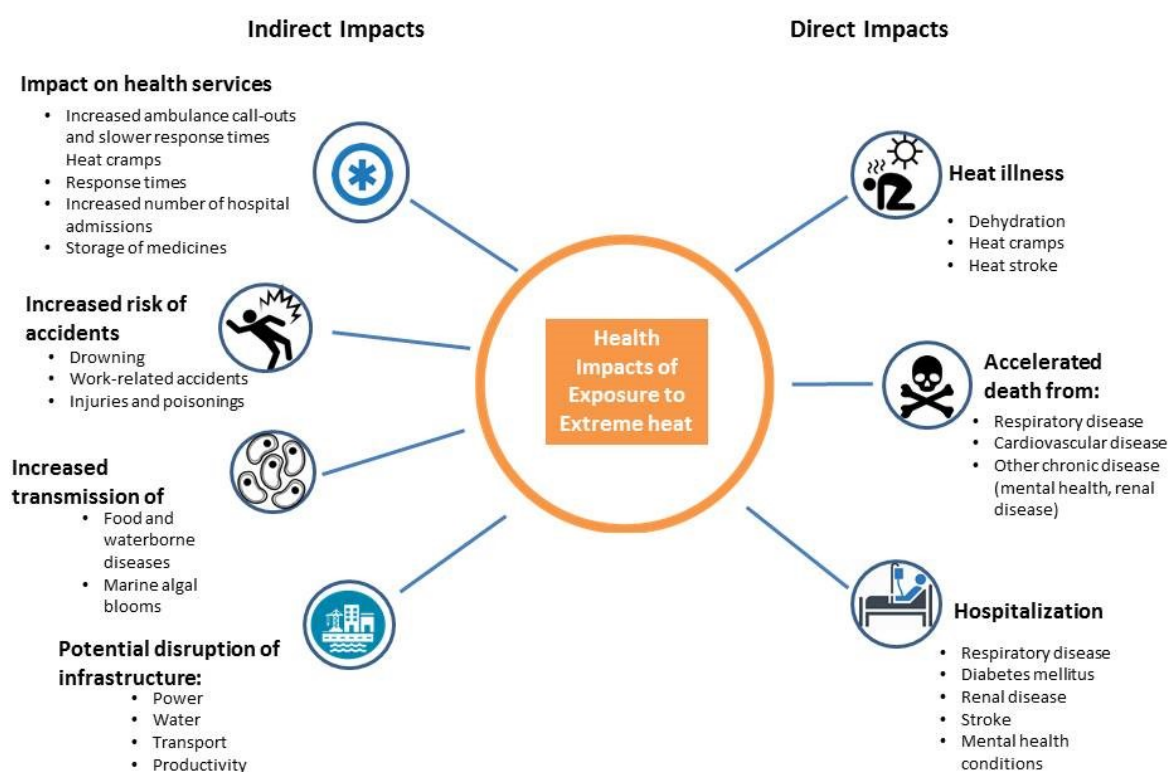 Indirect Impacts
Direct Impacts
Impact on health services
• Increased ambulance call-outs
and slower response times
Heat cramps
• Response times
• Increased number of hospital
admissions
• Storage of medicines
Increased risk of
accidents
• Drowning
• Work-related accidents
• Injuries and poisonings
Increased
transmission of
• Food and
waterborne
diseases
• Marine algal
blooms
Potential disruption of
infrastructure:
• Power
• Water
• Transport
• Productivity
Health
Impacts of
Exposure to
Extreme heat
Heat illness
• Dehydration
• Heat cramps
• Heat stroke
Accelerated
death from:
• Respiratory disease
• Cardiovascular disease
• Other chronic disease
(mental health, renal
disease)
Hospitalization
• Respiratory disease
• Diabetes mellitus
• Renal disease
• Stroke
• Mental health
conditions